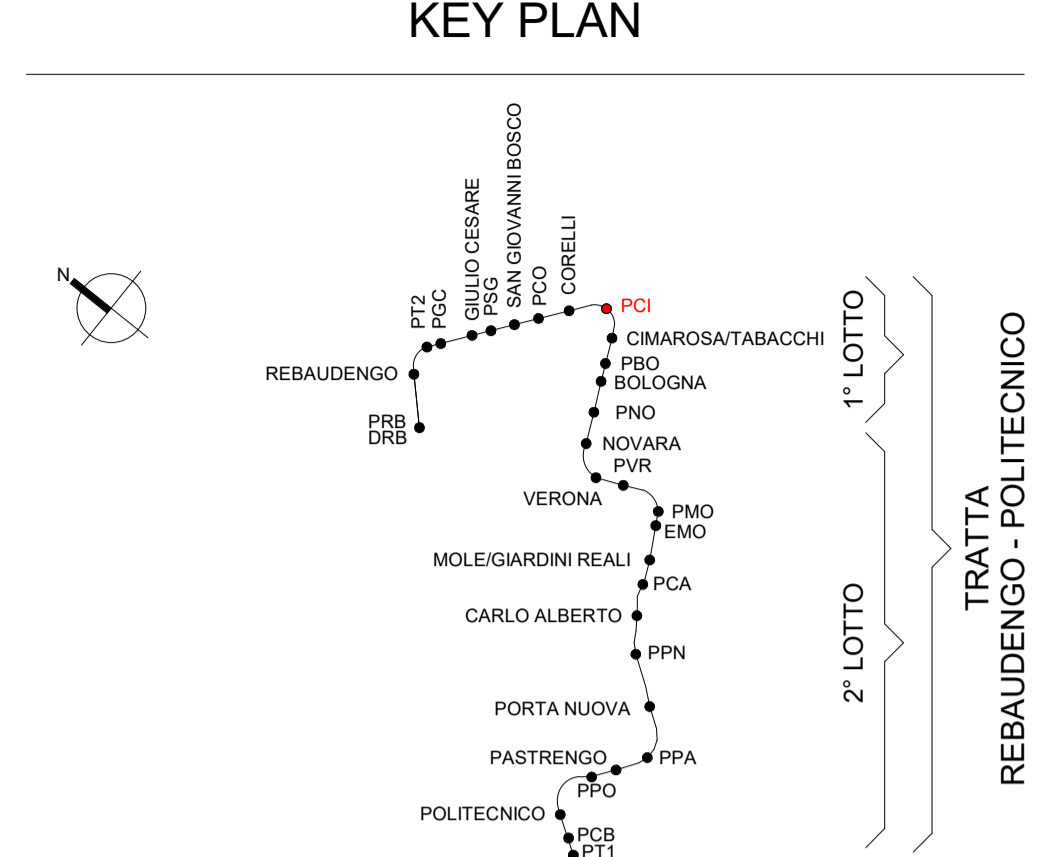 KEY PLAN
N
PT2
PGC
GIULIO CESARE
PSG
SAN GIOVANNI BOSCO
PCO
CORELLI
PCI
CIMAROSA/TABACCHI
REBAUDENGO
PBO
BOLOGNA
PRB
DRB
PNO
NOVARA
PVR
VERONA
PMO
EMO
MOLE/GIARDINI REALI
PCA
CARLO ALBERTO
PPN
PORTA NUOVA
PASTRENGO
PPA
PPO
POLITECNICO
PCB
PT1
1° LOTTO
2° LOTTO
TRATTA
REBAUDENGO - POLITECNICO